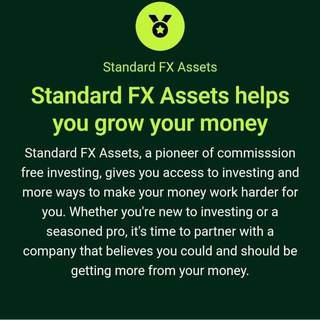 Standard FX Assets
Standard FX Assets helps
you grow your money
Standard FX Assets, a pioneer of commisssion
free investing, gives you access to investing and
more ways to make your money work harder for
you. Whether you're new to investing or a
seasoned pro, it's time to partner with a
company that believes you could and should be
getting more from your money.